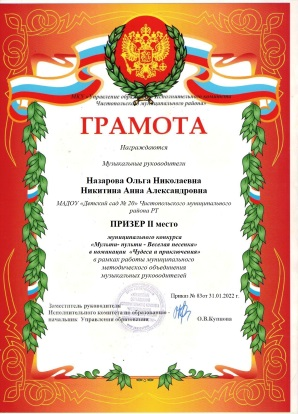 МКУ «Управление образования Исполнительного комитета
Чистопольского муниципального района»
ГРАМОТА
Награждаются
Музыкальные руководители
Назарова Ольга Николаевна
Никитина Анна Александровна
МАДОУ «Детский сад № 20» Чистопольского муниципального
района РТ
ПРИЗЕР II место
муниципального конкурса
«Мульти- пульти - Веселая песенка»
в номинации «Чудеса и приключения»
в рамках работы муниципального
методического объединения
музыкальных руководителей
Приказ № 83от 31.01.2022 г.
Заместитель руководителя
Исполнительного комитета по образованию -
начальник Управления образования
О.В.